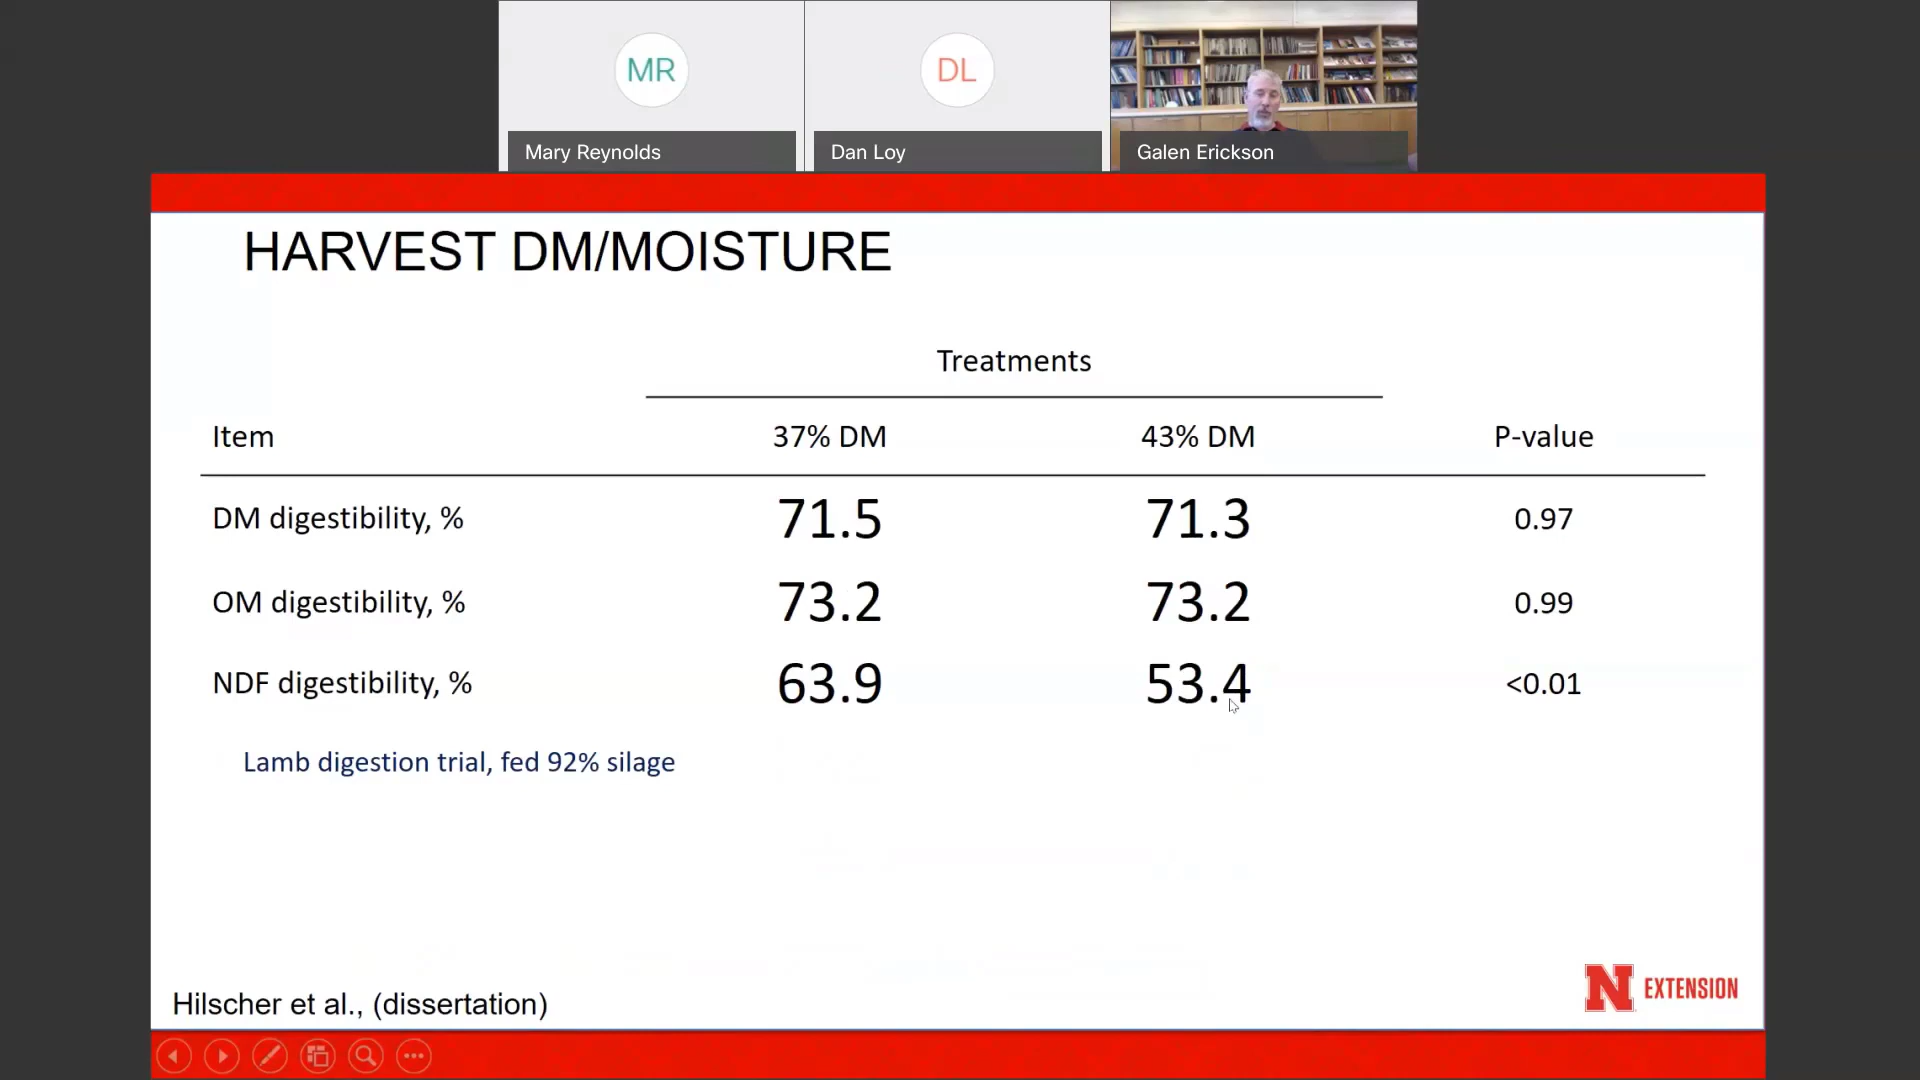 MR
DL
Mary Reynolds
Dan Loy
Galen Erickson
HARVEST DM/MOISTURE
Treatments
Item 37% DM 43% DM P-value
DM digestibility, % 71.5 71.3 0.97
OM digestibility, % 73.2 73.2 0.99
NDF digestibility, % 63.9 53.4 <0.01
Lamb digestion trial, fed 92% silage
N EXTENSION
Hilscher et al., (dissertation)